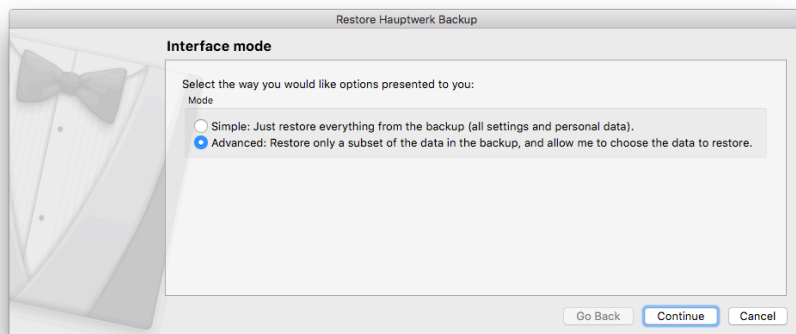 Restore Hauptwerk Backup
Interface mode
Select the way you would like options presented to you:
Mode
Simple: Just restore everything from the backup (all settings and personal data).
Advanced: Restore only a subset of the data in the backup, and allow me to choose the data to restore.
Go Back Continue Cancel